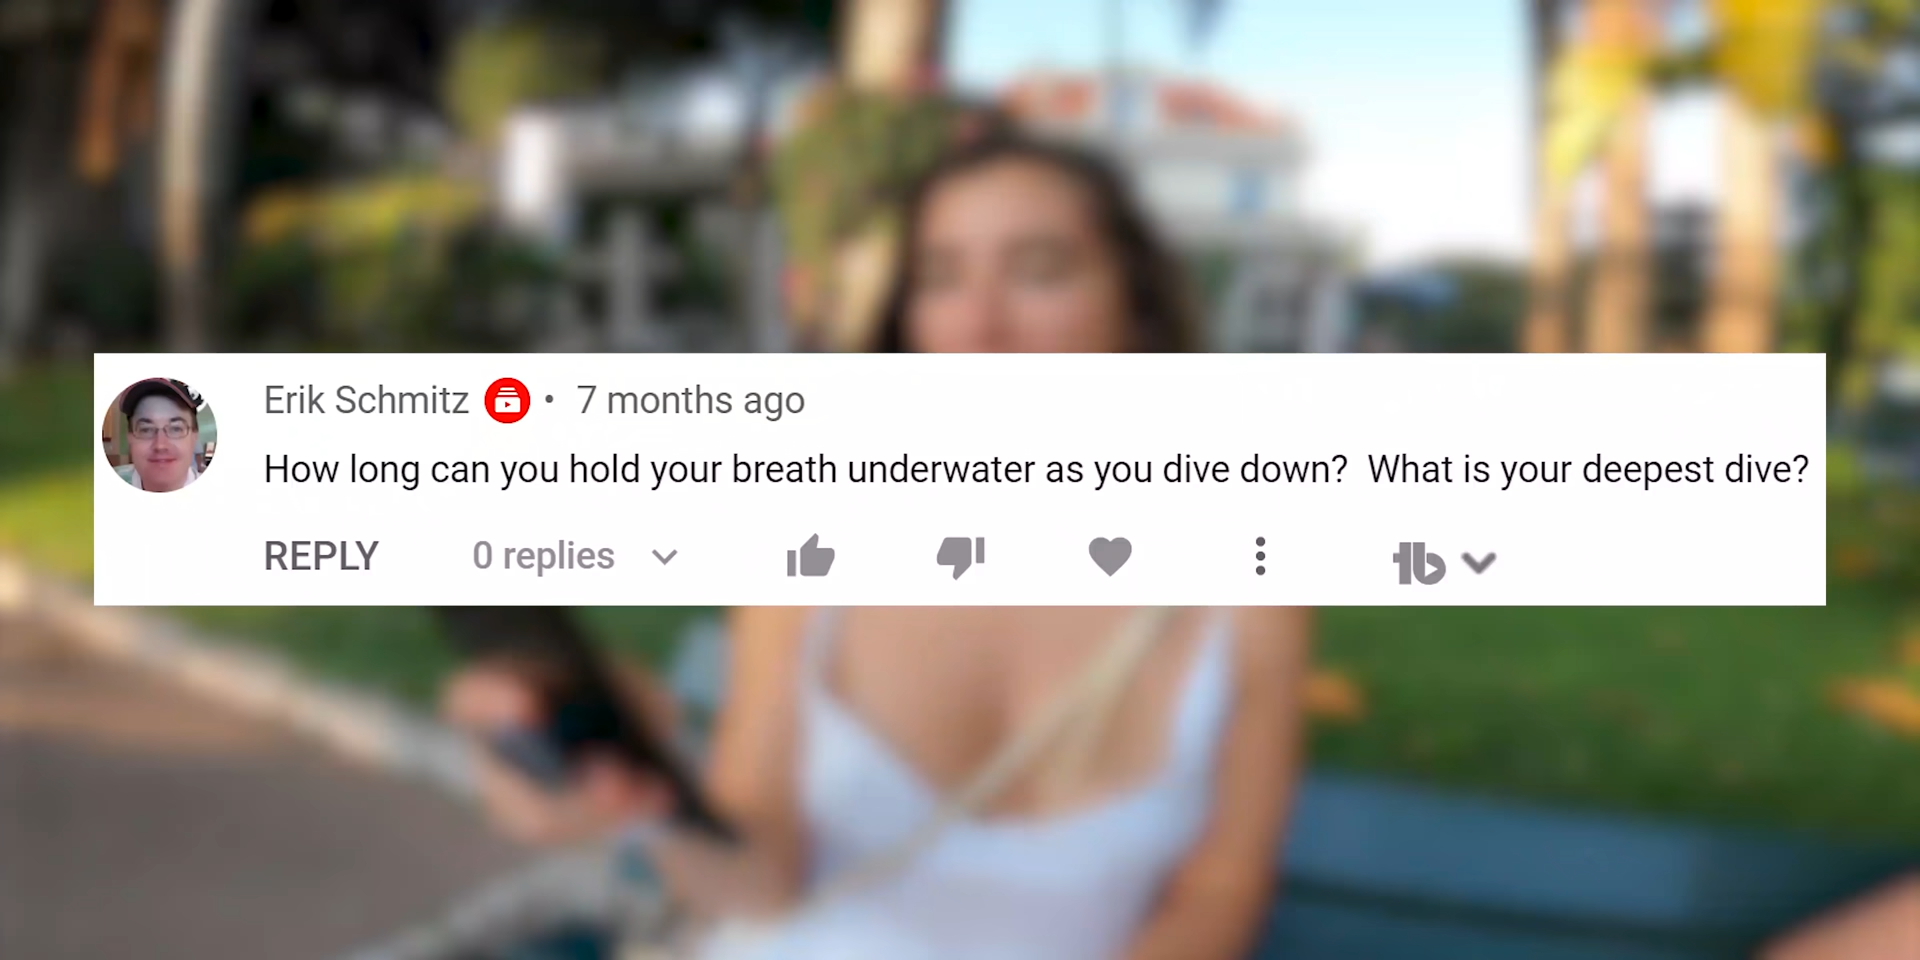 Erik Schmitz • 7 months ago
How long can you hold your breath underwater as you dive down?  What is your deepest dive?
REPLY 0 replies